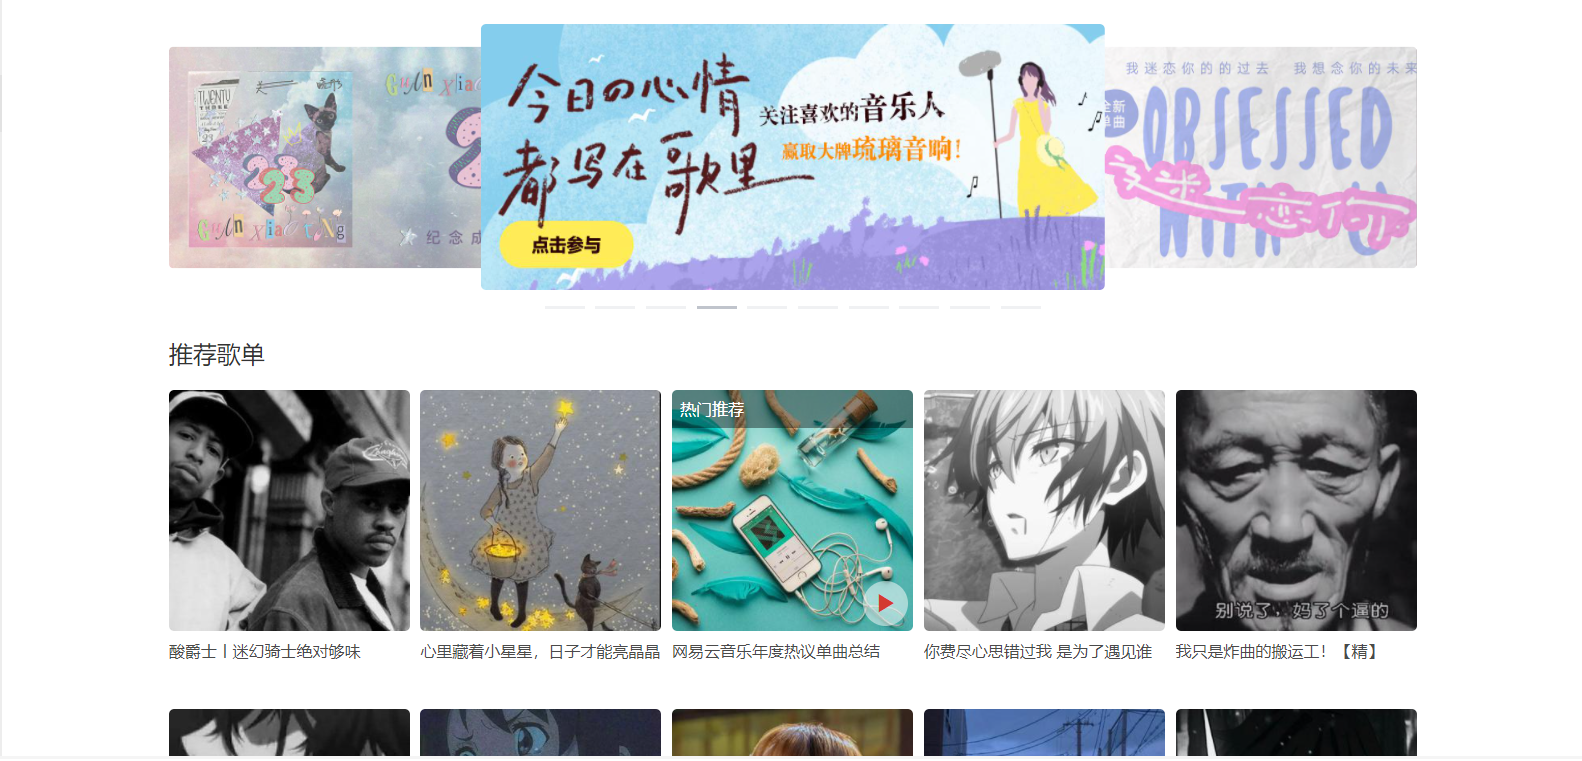 TWENTY
THREE
23
GUAN XIaOTiNg
GUAN Xia
2
纪念成
今日の心情
都写在歌里
关注喜欢的音乐人
赢取大牌琉璃音响!
点击参与
我迷恋你的的过去 我想念你的未来
全新
单曲
OBSESSED
WITH U
迷恋你
推荐歌单
热门推荐
别说了，妈了个逼的
酸爵士丨迷幻骑士绝对够味
心里藏着小星星，日子才能亮晶晶
网易云音乐年度热议单曲总结
你费尽心思错过我 是为了遇见谁
我只是炸曲的搬运工！【精】